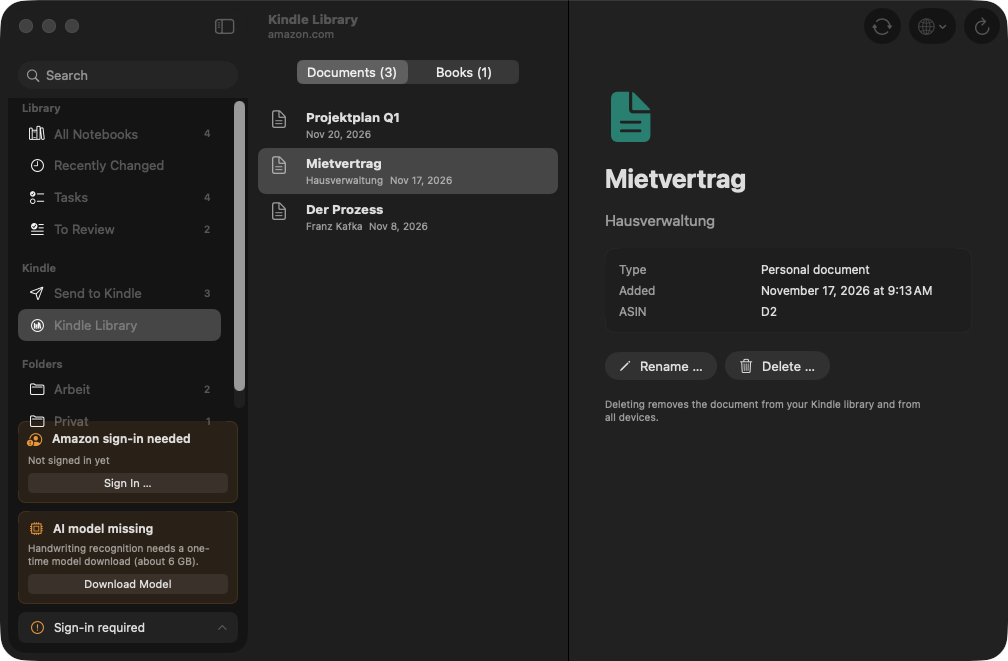 Kindle Library
amazon.com
Search
Documents (3)
Books (1)
Library
All Notebooks 4
Recently Changed
Tasks 4
To Review 2
Kindle
Send to Kindle 3
Kindle Library
Folders
Arbeit 2
Privat 1
Amazon sign-in needed
Not signed in yet
Sign In ...
AI model missing
Handwriting recognition needs a one-
time model download (about 6 GB).
Download Model
Sign-in required
Projektplan Q1
Nov 20, 2026
Mietvertrag
Hausverwaltung Nov 17, 2026
Der Prozess
Franz Kafka Nov 8, 2026
Mietvertrag
Hausverwaltung
Type Personal document
Added November 17, 2026 at 9:13 AM
ASIN D2
Rename ...
Delete ...
Deleting removes the document from your Kindle library and from
all devices.